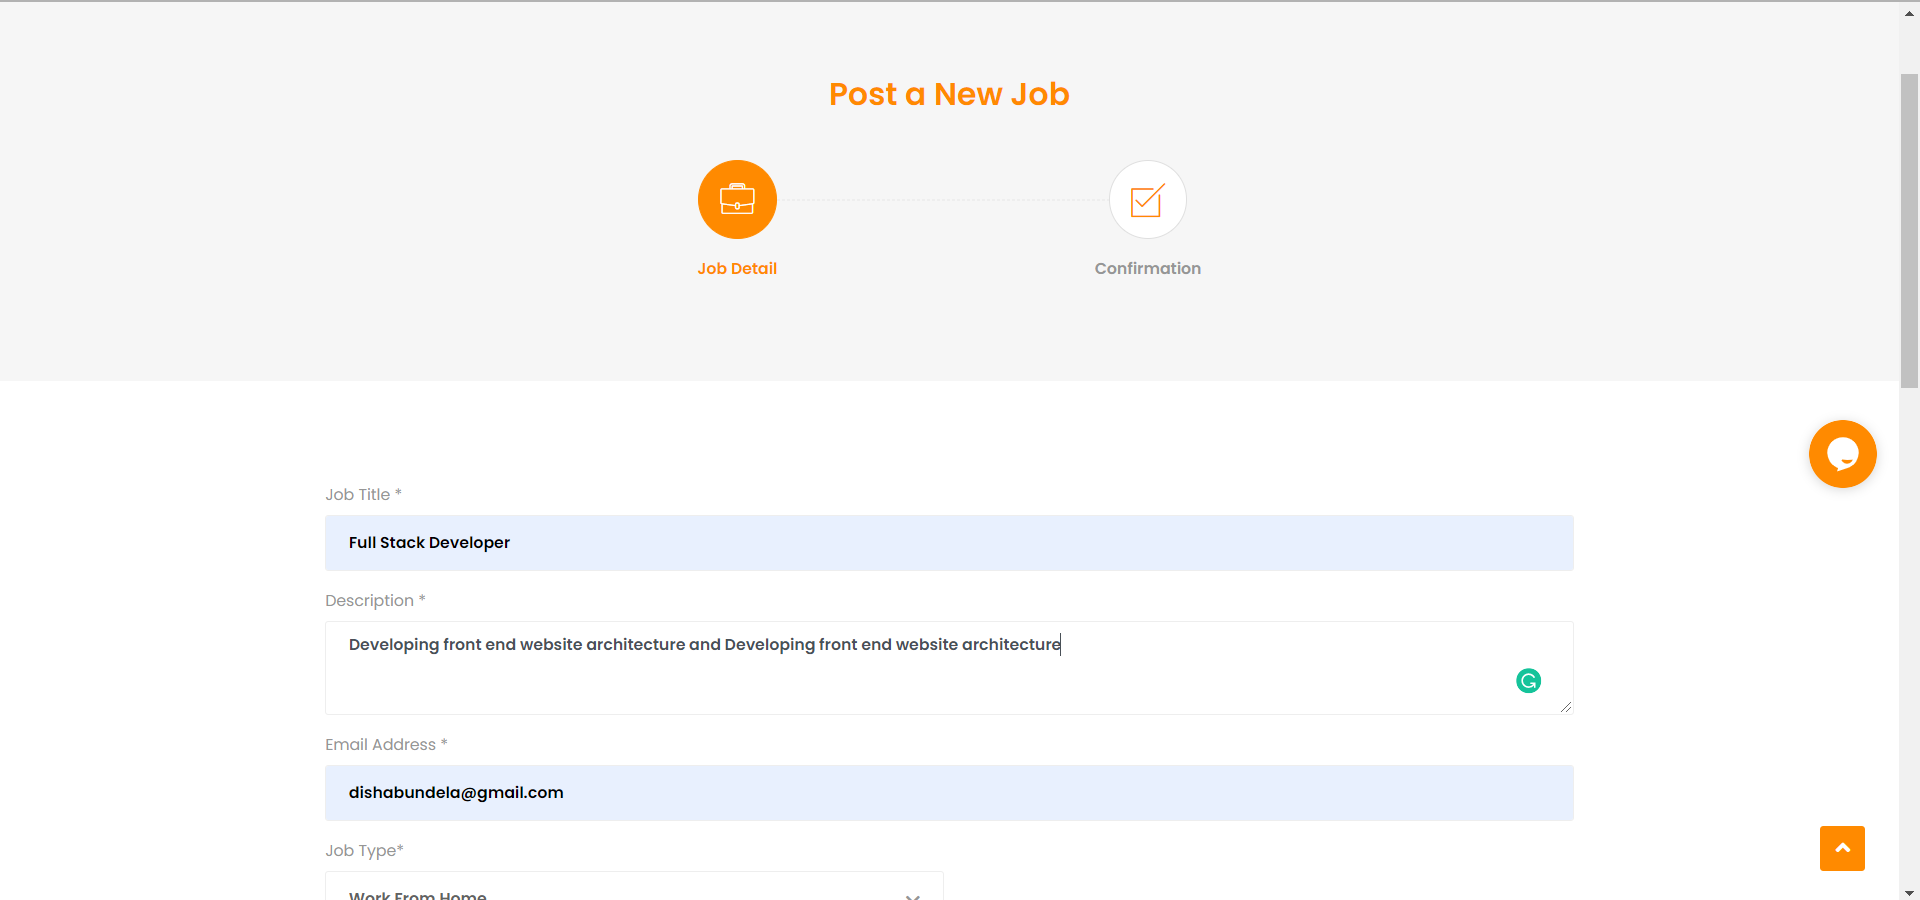 Post a New Job
Job Detail
Confirmation
Job Title *
Full Stack Developer
Description *
Developing front end website architecture and Developing front end website architecture
Email Address *
dishabundela@gmail.com
Job Type*
Work From Home